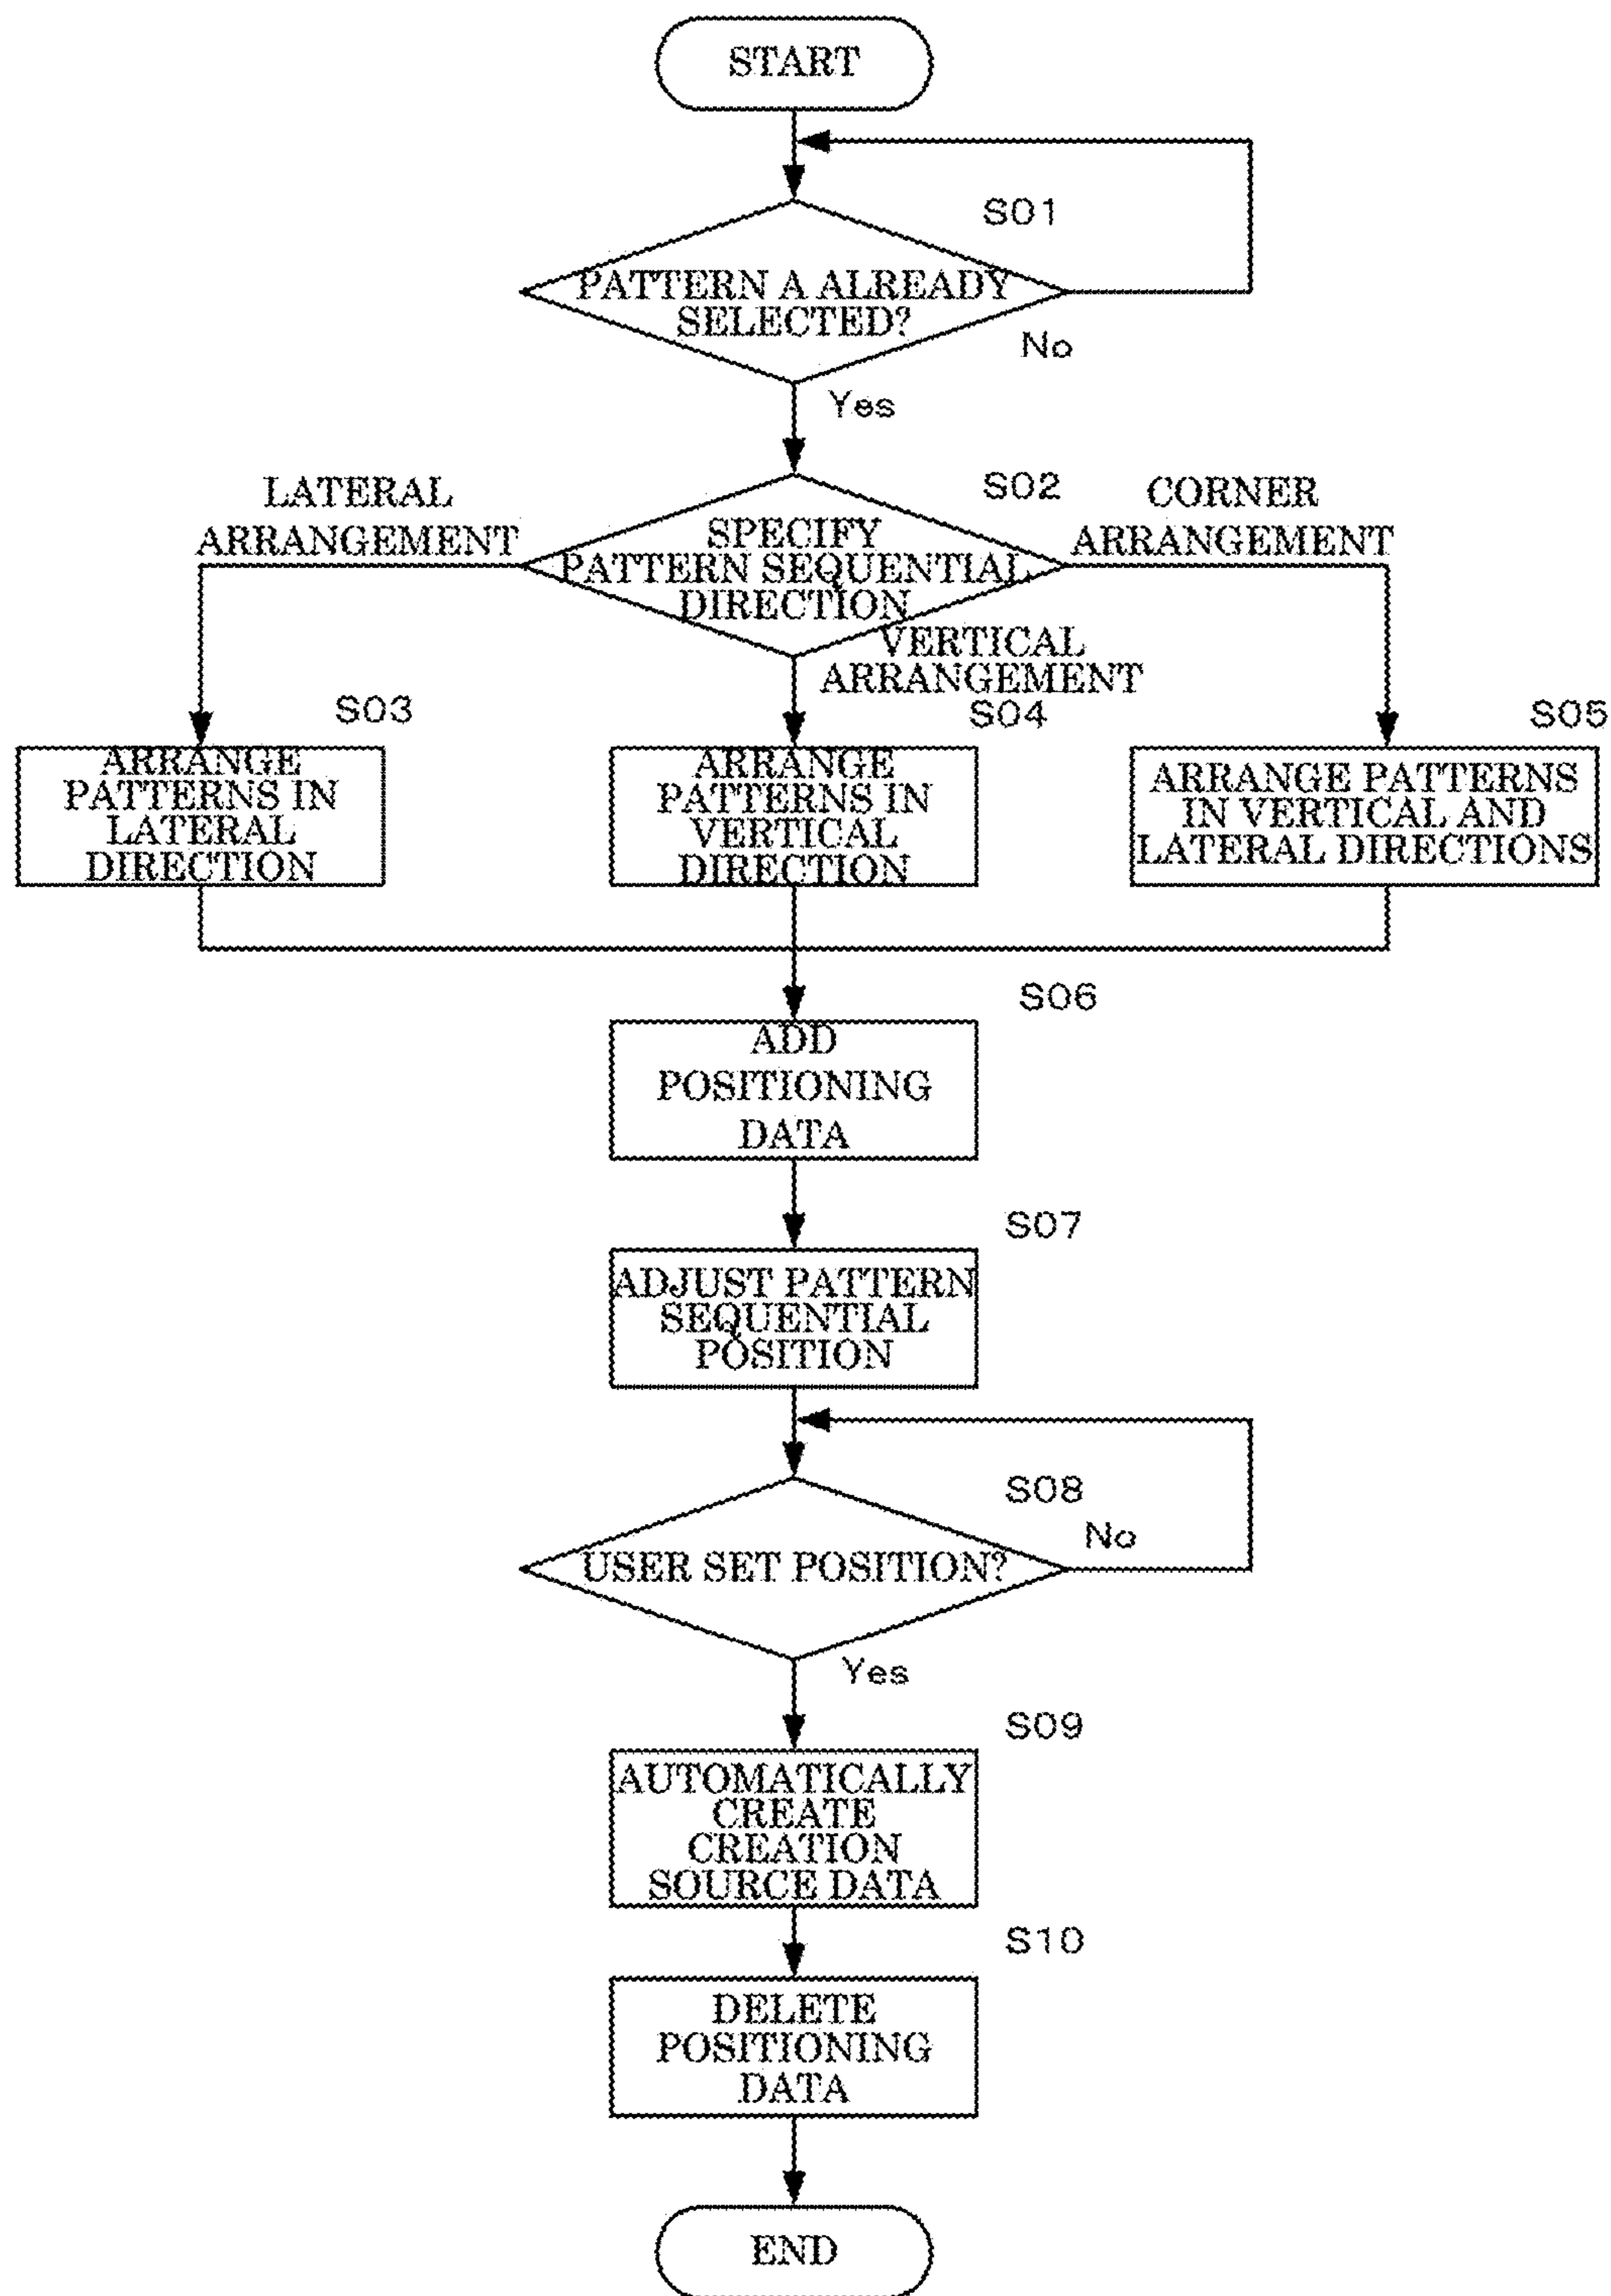 START
S01
PATTERN A ALREADY
SELECTED?
No
Yes
S02
LATERAL
ARRANGEMENT
SPECIFY
PATTERN SEQUENTIAL
DIRECTION
CORNER
ARRANGEMENT
VERTICAL
ARRANGEMENT
S03
ARRANGE
PATTERNS IN
LATERAL
DIRECTION
S04
ARRANGE
PATTERNS IN
VERTICAL
DIRECTION
S05
ARRANGE PATTERNS
IN VERTICAL AND
LATERAL DIRECTIONS
S06
ADD
POSITIONING
DATA
S07
ADJUST PATTERN
SEQUENTIAL
POSITION
S08
No
USER SET POSITION?
Yes
S09
AUTOMATICALLY
CREATE
CREATION
SOURCE DATA
S10
DELETE
POSITIONING
DATA
END